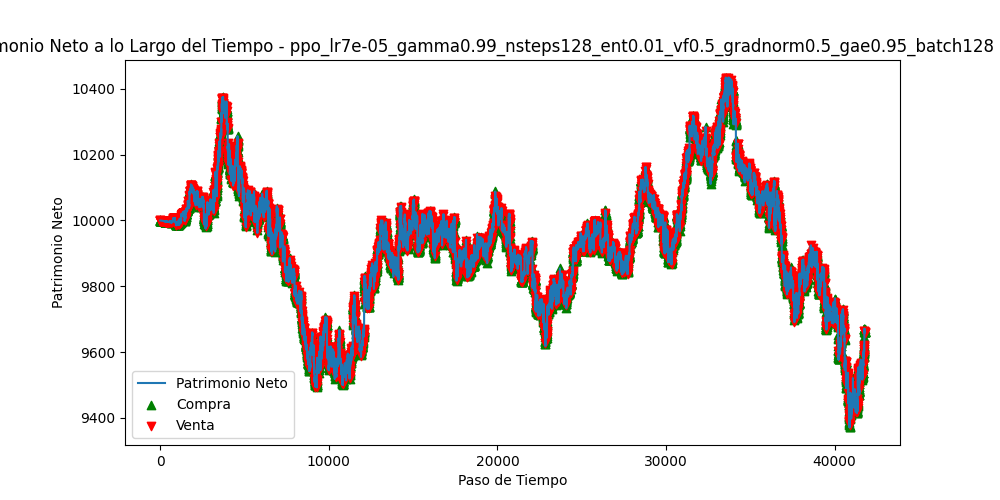 monio Neto a lo Largo del Tiempo - ppo_lr7e-05_gamma0.99_nsteps128_ent0.01_vf0.5_gradnorm0.5_gae0.95_batch128
10400
10200
10000
9800
9600
9400
Patrimonio Neto
Patrimonio Neto
Compra
Venta
0
10000
20000
30000
40000
Paso de Tiempo